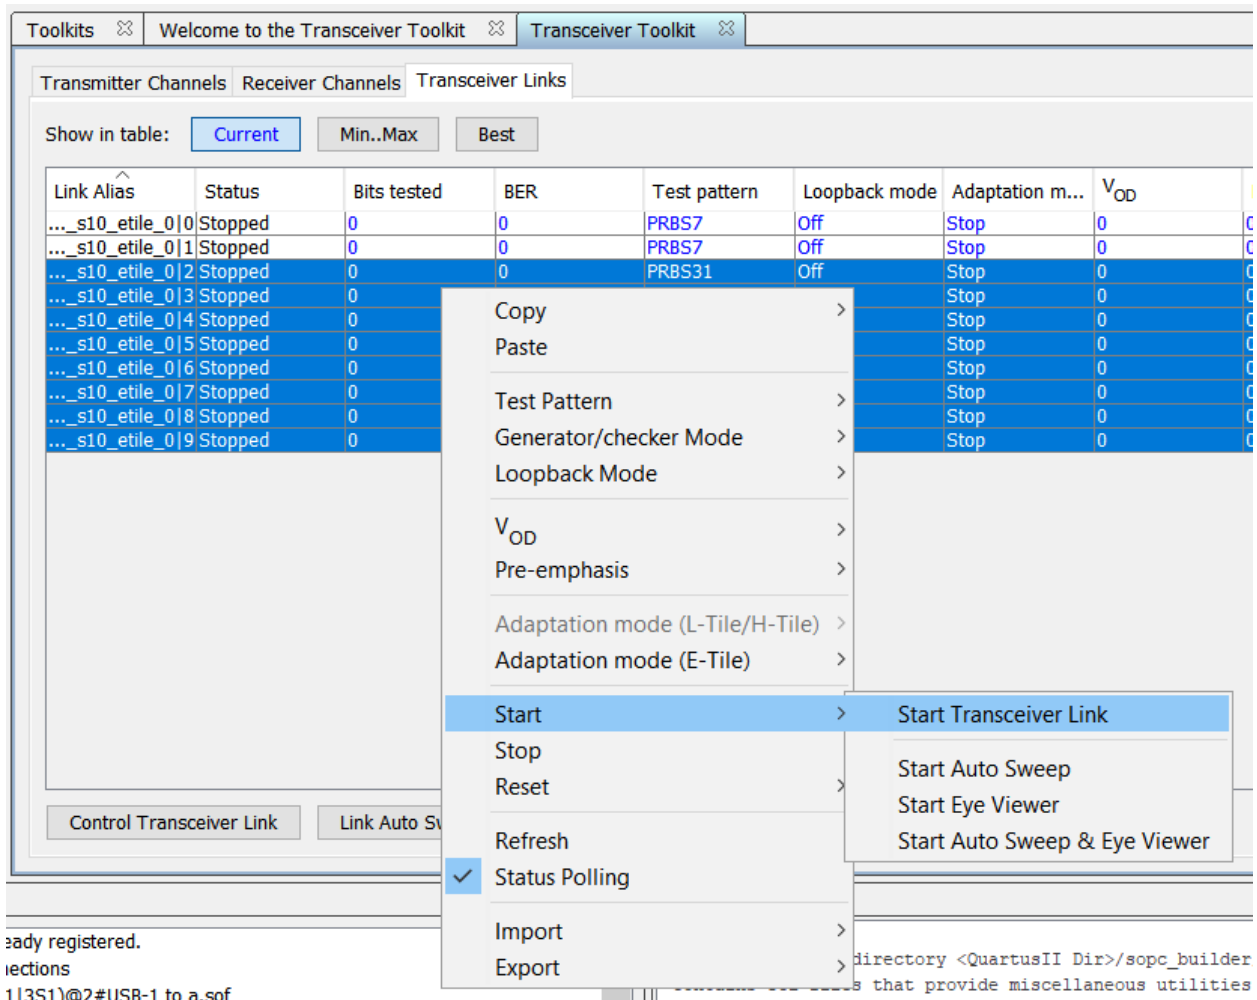 Toolkits
Welcome to the Transceiver Toolkit
Transceiver Toolkit
Transmitter Channels
Receiver Channels
Transceiver Links
Show in table:
Current
Min..Max
Best
Link Alias Status Bits tested BER Test pattern Loopback mode Adaptation m... VOD
..._s10_etile_0|0 Stopped 0 0 PRBS7 Off Stop 0
..._s10_etile_0|1 Stopped 0 0 PRBS7 Off Stop 0
..._s10_etile_0|2 Stopped 0 0 PRBS31 Off Stop 0
..._s10_etile_0|3 Stopped 0 Stop 0
..._s10_etile_0|4 Stopped 0 Stop 0
..._s10_etile_0|5 Stopped 0 Stop 0
..._s10_etile_0|6 Stopped 0 Stop 0
..._s10_etile_0|7 Stopped 0 Stop 0
..._s10_etile_0|8 Stopped 0 Stop 0
..._s10_etile_0|9 Stopped 0 Stop 0
Copy
Paste
Test Pattern
Generator/checker Mode
Loopback Mode
VOD
Pre-emphasis
Adaptation mode (L-Tile/H-Tile)
Adaptation mode (E-Tile)
Start
Stop
Reset
Refresh
Status Polling
Import
Export
Start Transceiver Link
Start Auto Sweep
Start Eye Viewer
Start Auto Sweep & Eye Viewer
Control Transceiver Link
Link Auto
eady registered.
nections
1|3S1)@2#USB-1 to a.sof
directory <QuartusII Dir>/sopc_builder
that provide miscellaneous utilities